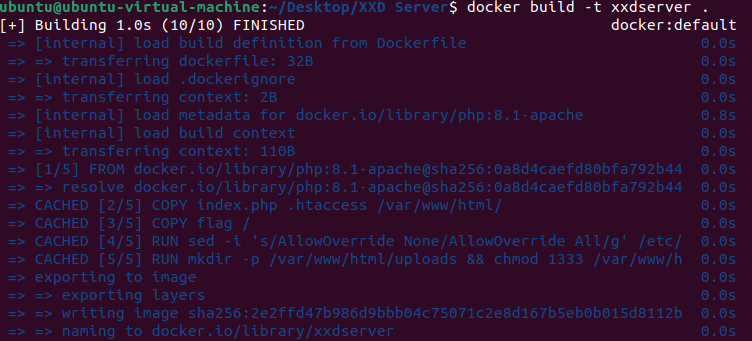 ubuntu@ubuntu-virtual-machine:~/Desktop/XXD Server$ docker build -t xxdserver .
[+] Building 1.0s (10/10) FINISHED docker:default
=> [internal] load build definition from Dockerfile 0.0s
=> => transferring dockerfile: 32B 0.0s
=> [internal] load .dockerignore 0.0s
=> => transferring context: 2B 0.0s
=> [internal] load metadata for docker.io/library/php:8.1-apache 0.8s
=> [internal] load build context 0.0s
=> => transferring context: 110B 0.0s
=> [1/5] FROM docker.io/library/php:8.1-apache@sha256:0a8d4caefd80bfa792b44 0.0s
=> => resolve docker.io/library/php:8.1-apache@sha256:0a8d4caefd80bfa792b44 0.0s
=> CACHED [2/5] COPY index.php .htaccess /var/www/html/ 0.0s
=> CACHED [3/5] COPY flag / 0.0s
=> CACHED [4/5] RUN sed -i 's/AllowOverride None/AllowOverride All/g' /etc/ 0.0s
=> CACHED [5/5] RUN mkdir -p /var/www/html/uploads && chmod 1333 /var/www/h 0.0s
=> exporting to image 0.0s
=> => exporting layers 0.0s
=> => writing image sha256:2e2ffd47b986d9bbb04c75071c2e8d167b5eb0b015d8112b 0.0s
=> => naming to docker.io/library/xxdserver 0.0s